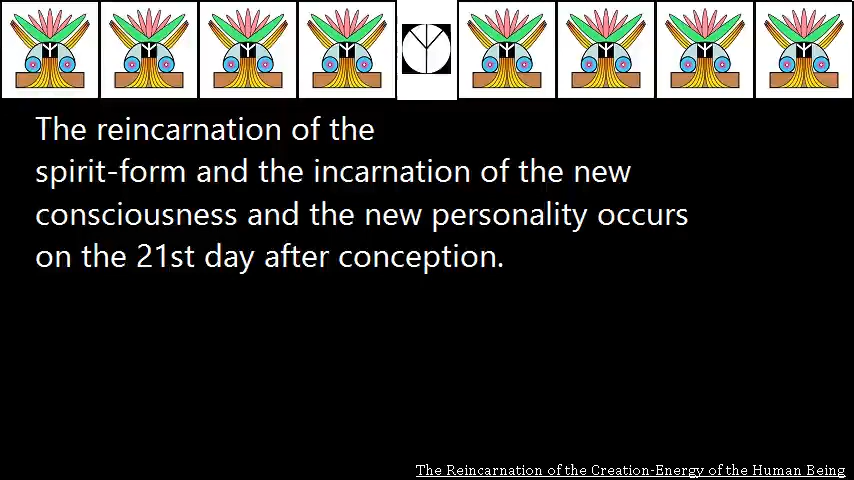 The reincarnation of the
spirit-form and the incarnation of the new
consciousness and the new personality occurs
on the 21st day after conception.
The Reincarnation of the Creation-Energy of the Human Being